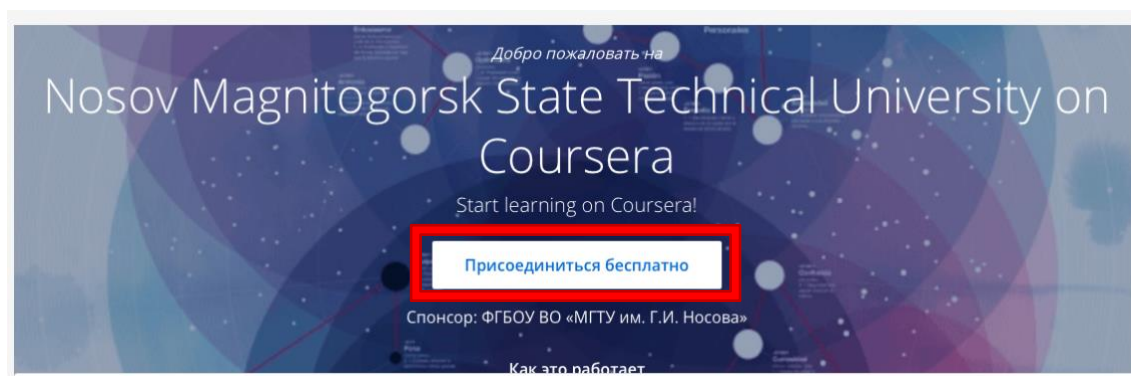 Добро пожаловать на
Nosov Magnitogorsk State Technical University on
Coursera
Start learning on Coursera!
Присоединиться бесплатно
Спонсор: ФГБОУ ВО «МГТУ им. Г.И. Носова»
Как это работает